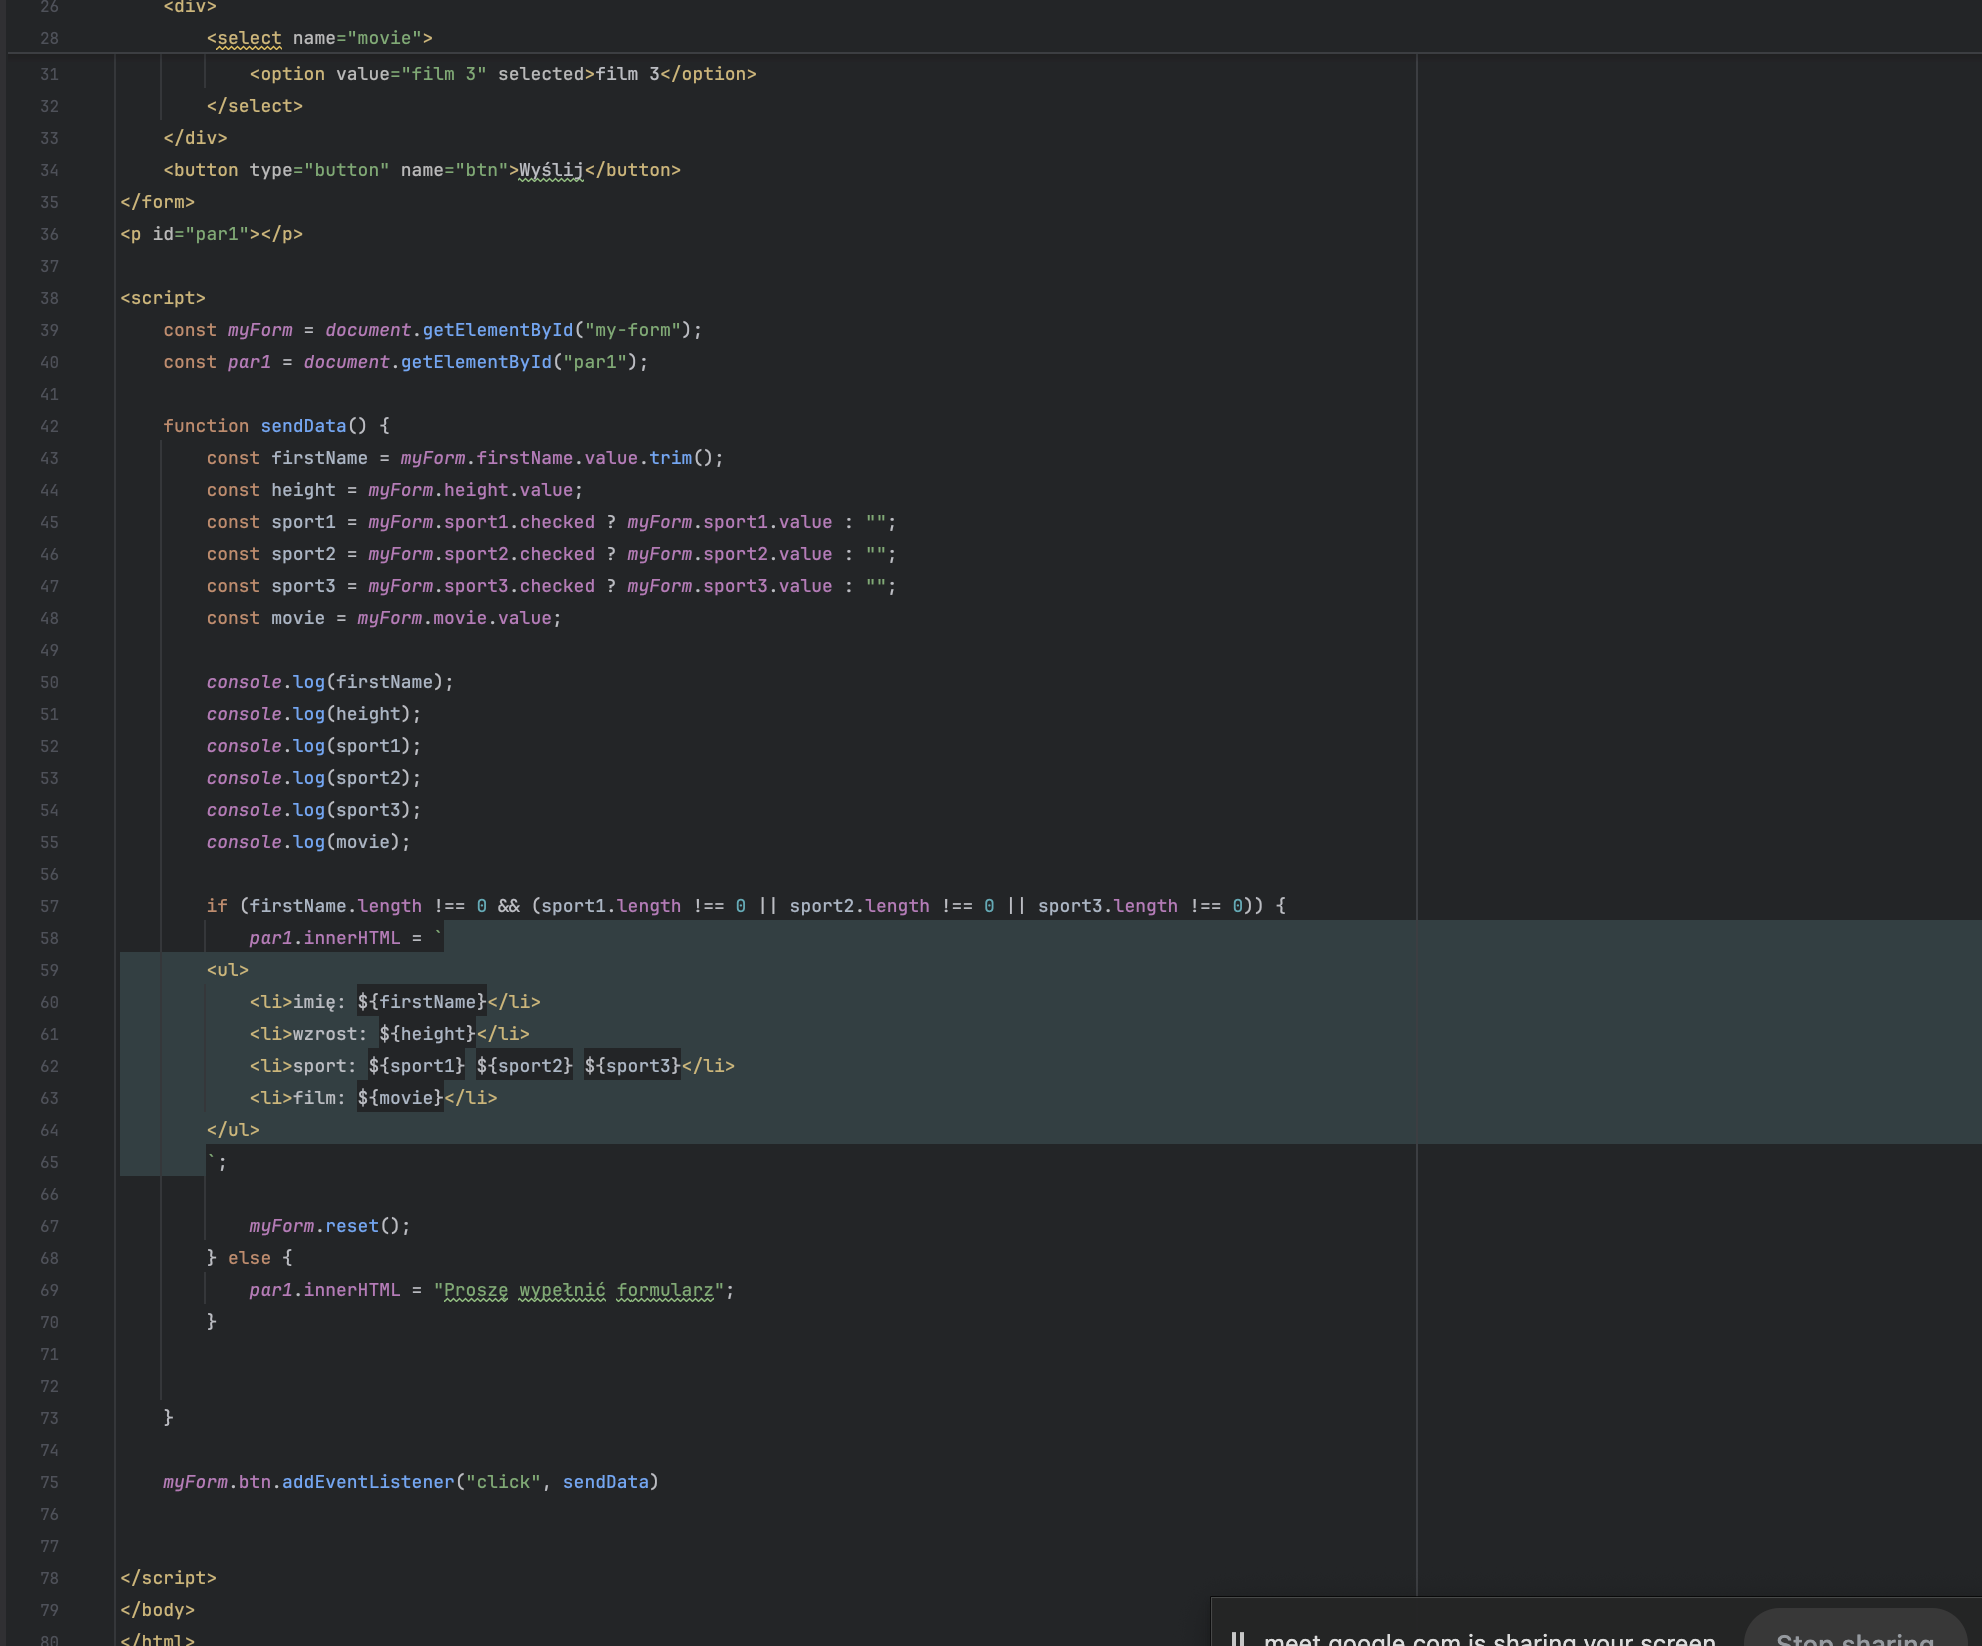 26 <div>
28 <select name="movie">
31 <option value="film 3" selected>film 3</option>
32 </select>
33 </div>
34 <button type="button" name="btn">Wyślij</button>
35 </form>
36 <p id="par1"></p>
37
38 <script>
39 const myForm = document.getElementById("my-form");
40 const par1 = document.getElementById("par1");
41
42 function sendData() {
43 const firstName = myForm.firstName.value.trim();
44 const height = myForm.height.value;
45 const sport1 = myForm.sport1.checked ? myForm.sport1.value : "";
46 const sport2 = myForm.sport2.checked ? myForm.sport2.value : "";
47 const sport3 = myForm.sport3.checked ? myForm.sport3.value : "";
48 const movie = myForm.movie.value;
49
50 console.log(firstName);
51 console.log(height);
52 console.log(sport1);
53 console.log(sport2);
54 console.log(sport3);
55 console.log(movie);
56
57 if (firstName.length !== 0 && (sport1.length !== 0 || sport2.length !== 0 || sport3.length !== 0)) {
58 par1.innerHTML = `
59 <ul>
60 <li>imię: ${firstName}</li>
61 <li>wzrost: ${height}</li>
62 <li>sport: ${sport1} ${sport2} ${sport3}</li>
63 <li>film: ${movie}</li>
64 </ul>
65 `;
66
67 myForm.reset();
68 } else {
69 par1.innerHTML = "Proszę wypełnić formularz";
70 }
71
72
73 }
74
75 myForm.btn.addEventListener("click", sendData)
76
77
78 </script>
79 </body>
80 </html>
meet.google.com is sharing your screen. Stop sharing